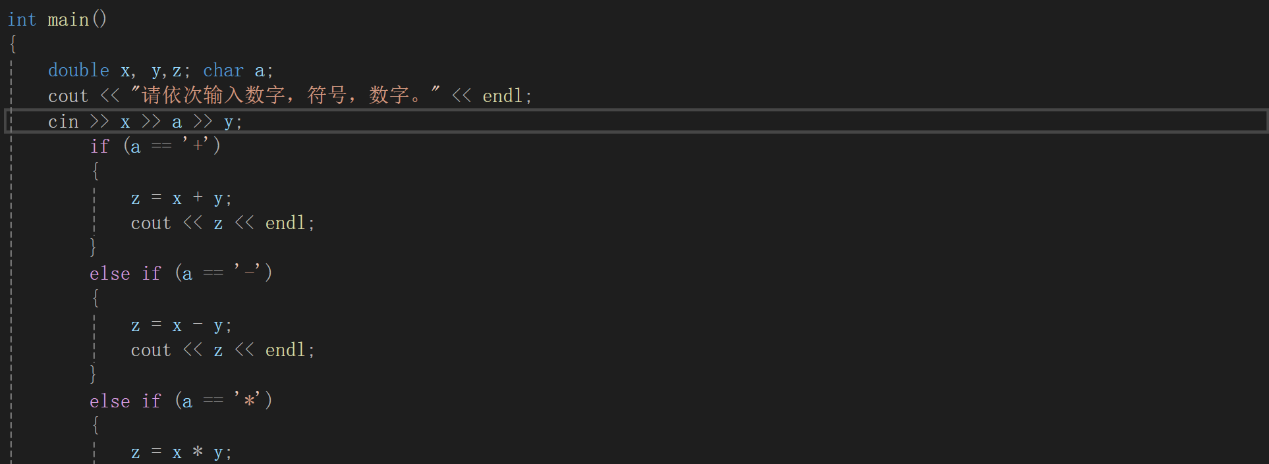 int main()
{
double x, y,z; char a;
cout << "请依次输入数字，符号，数字。" << endl;
cin >> x >> a >> y;
if (a == '+')
{
z = x + y;
cout << z << endl;
}
else if (a == '-')
{
z = x - y;
cout << z << endl;
}
else if (a == '*')
{
z = x * y;